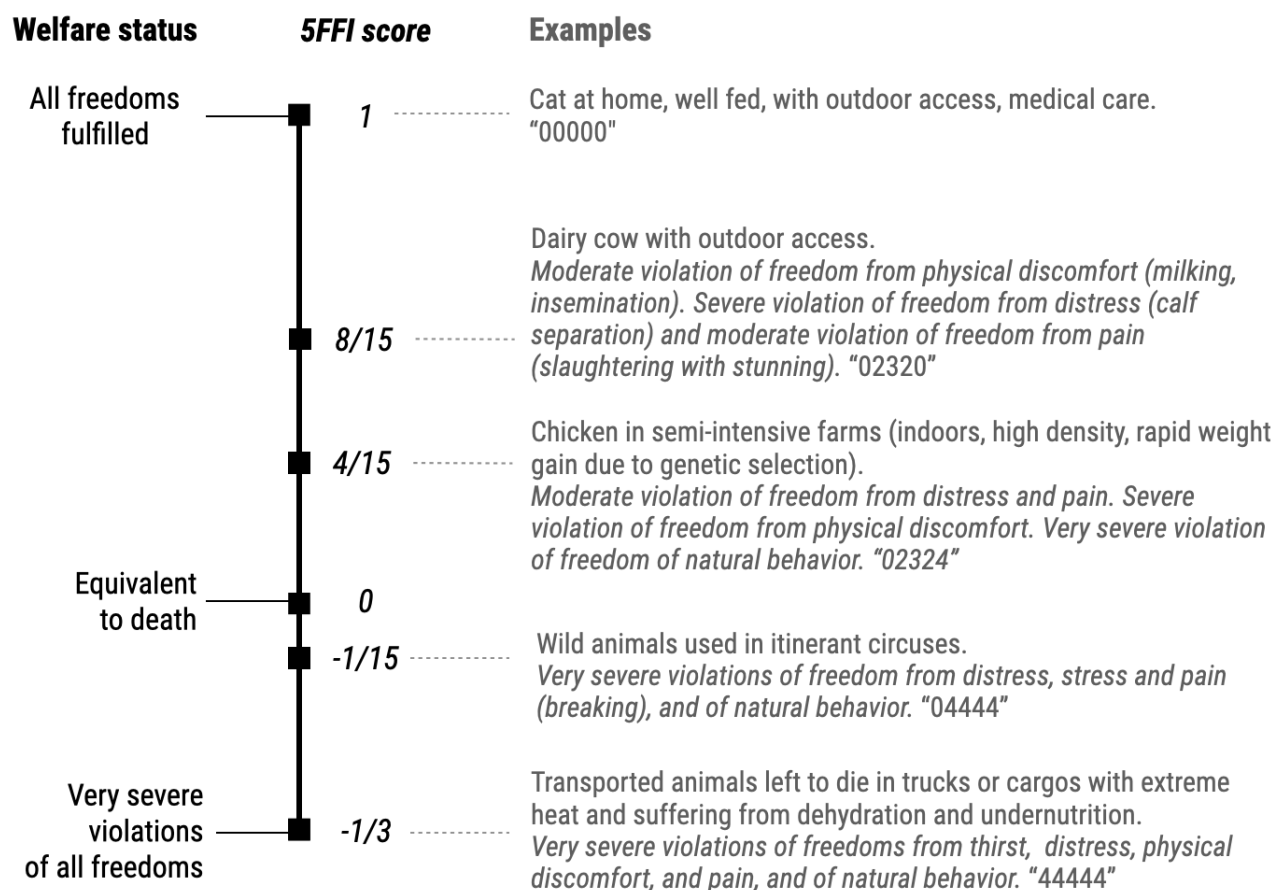 Welfare status 5FFI score Examples
All freedoms
fulfilled
1
Cat at home, well fed, with outdoor access, medical care.
“00000"
8/15
Dairy cow with outdoor access.
Moderate violation of freedom from physical discomfort (milking,
insemination). Severe violation of freedom from distress (calf
separation) and moderate violation of freedom from pain
(slaughtering with stunning). “02320”
4/15
Chicken in semi-intensive farms (indoors, high density, rapid weight
gain due to genetic selection).
Moderate violation of freedom from distress and pain. Severe
violation of freedom from physical discomfort. Very severe violation
of freedom of natural behavior. “02324”
Equivalent
to death
0
-1/15
Wild animals used in itinerant circuses.
Very severe violations of freedom from distress, stress and pain
(breaking), and of natural behavior. “04444”
Very severe
violations
of all freedoms
-1/3
Transported animals left to die in trucks or cargos with extreme
heat and suffering from dehydration and undernutrition.
Very severe violations of freedoms from thirst, distress, physical
discomfort, and pain, and of natural behavior. “44444”